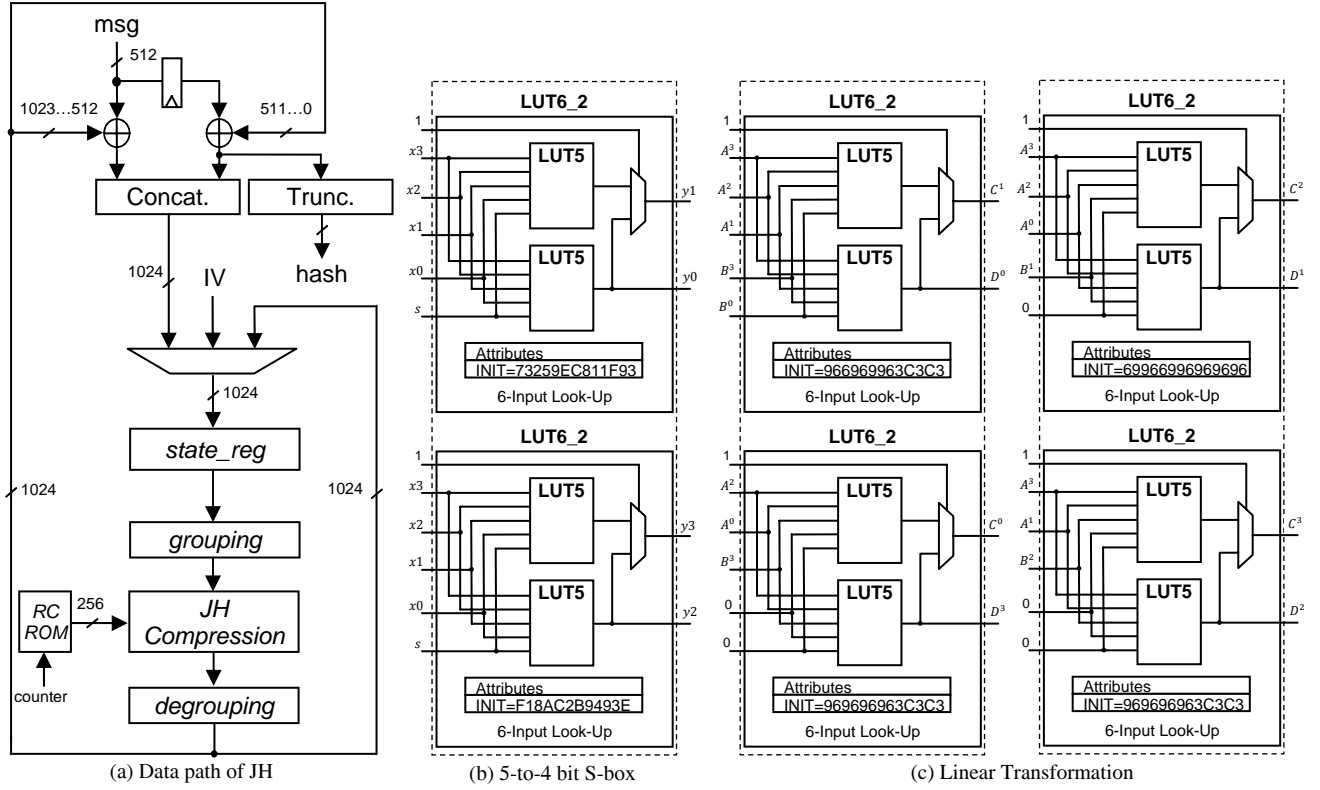 msg
512
1023...512
511...0
Concat.
Trunc.
hash
1024
IV
1024
state_reg
1024
1024
grouping
RC
ROM
256
JH
Compression
counter
degrouping
(a) Data path of JH
LUT6_2
1
x3
x2
x1
x0
s
LUT5
LUT5
y1
y0
Attributes
INIT=73259EC811F93
6-Input Look-Up
LUT6_2
1
x3
x2
x1
x0
s
LUT5
LUT5
y3
y2
Attributes
INIT=F18AC2B9493E
6-Input Look-Up
(b) 5-to-4 bit S-box
LUT6_2
1
A³
A²
A¹
B³
B⁰
LUT5
LUT5
C¹
D⁰
Attributes
INIT=966969963C3C3
6-Input Look-Up
LUT6_2
1
A³
A²
A⁰
B¹
0
LUT5
LUT5
C²
D¹
Attributes
INIT=69966996969696
6-Input Look-Up
LUT6_2
1
A²
A⁰
B³
0
0
LUT5
LUT5
C⁰
D³
Attributes
INIT=969696963C3C3
6-Input Look-Up
LUT6_2
1
A³
A¹
B²
0
0
LUT5
LUT5
C³
D²
Attributes
INIT=969696963C3C3
6-Input Look-Up
(c) Linear Transformation